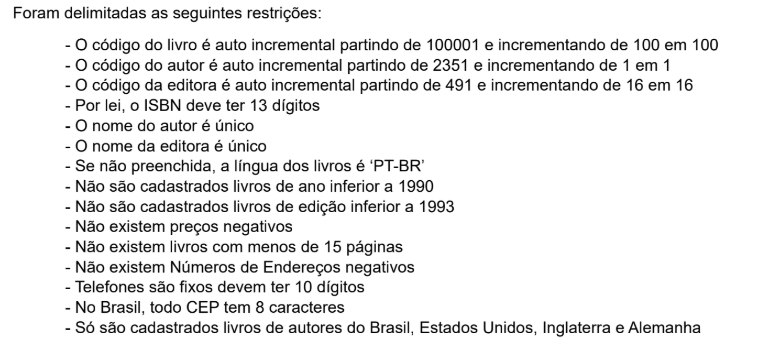 Foram delimitadas as seguintes restrições:
- O código do livro é auto incremental partindo de 100001 e incrementando de 100 em 100
- O código do autor é auto incremental partindo de 2351 e incrementando de 1 em 1
- O código da editora é auto incremental partindo de 491 e incrementando de 16 em 16
- Por lei, o ISBN deve ter 13 dígitos
- O nome do autor é único
- O nome da editora é único
- Se não preenchida, a língua dos livros é ‘PT-BR’
- Não são cadastrados livros de ano inferior a 1990
- Não são cadastrados livros de edição inferior a 1993
- Não existem preços negativos
- Não existem livros com menos de 15 páginas
- Não existem Números de Endereços negativos
- Telefones são fixos devem ter 10 dígitos
- No Brasil, todo CEP tem 8 caracteres
- Só são cadastrados livros de autores do Brasil, Estados Unidos, Inglaterra e Alemanha